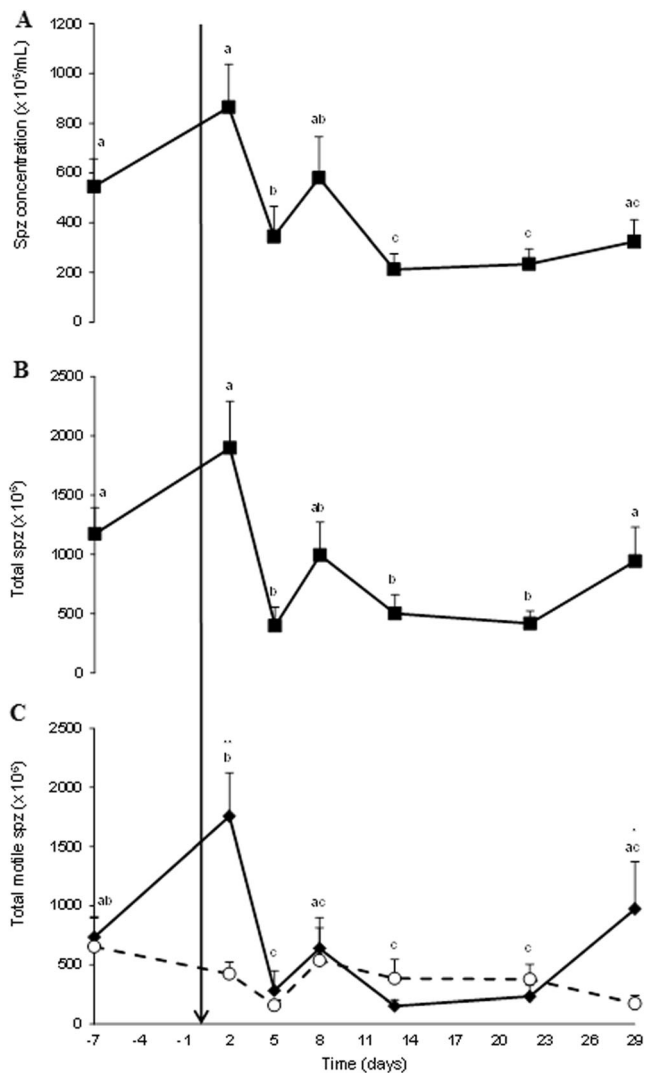 A
Spz concentration (x 10⁶/mL)
1200
1000
800
600
400
200
0
a
a
b
ab
c
c
ac
B
Total spz (x10⁶)
2500
2000
1500
1000
500
0
a
a
b
ab
b
b
a
C
Total motile spz (x10⁶)
2500
2000
1500
1000
500
0
ab
b
c
ac
c
c
ac
-7 -4 -1 2 5 8 11 14 17 20 23 26 29
Time (days)